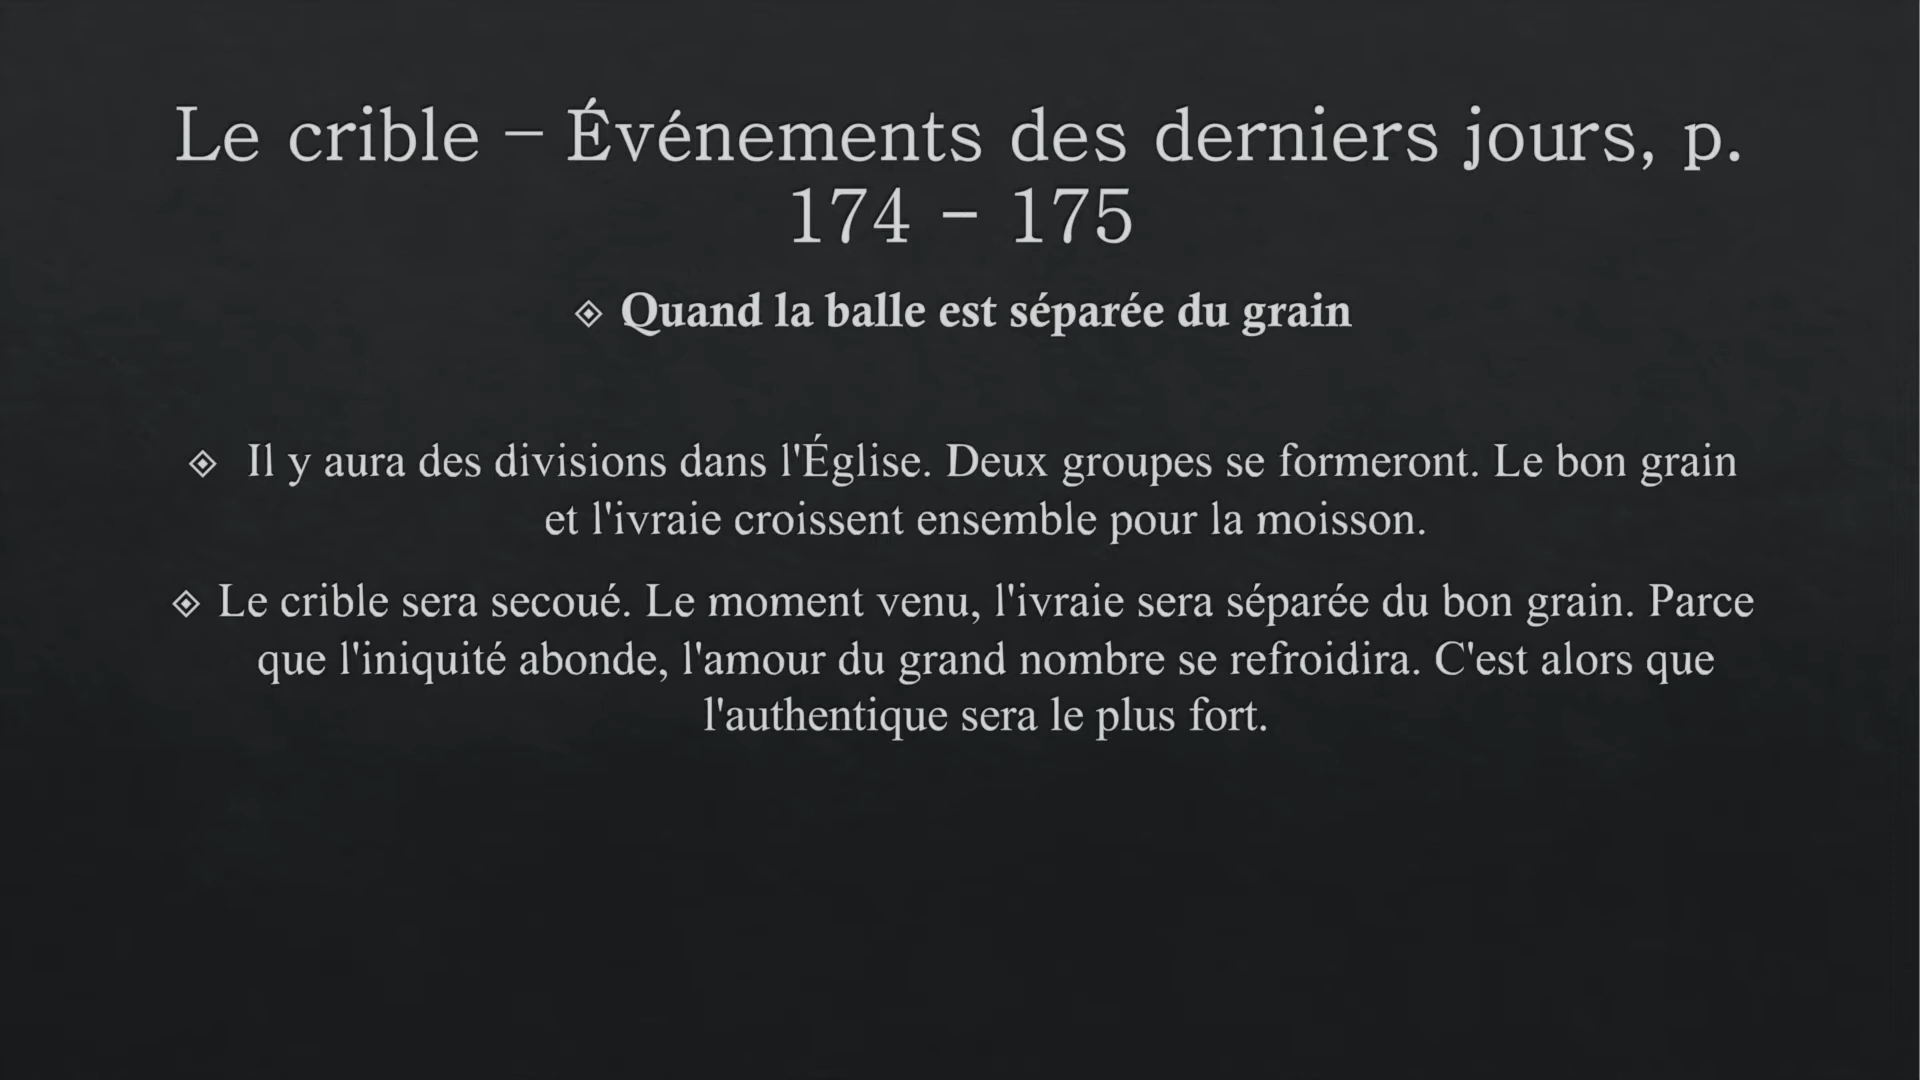 Le crible – Événements des derniers jours, p.
174 - 175
Quand la balle est séparée du grain
Il y aura des divisions dans l'Église. Deux groupes se formeront. Le bon grain
et l'ivraie croissent ensemble pour la moisson.
Le crible sera secoué. Le moment venu, l'ivraie sera séparée du bon grain. Parce
que l'iniquité abonde, l'amour du grand nombre se refroidira. C'est alors que
l'authentique sera le plus fort.